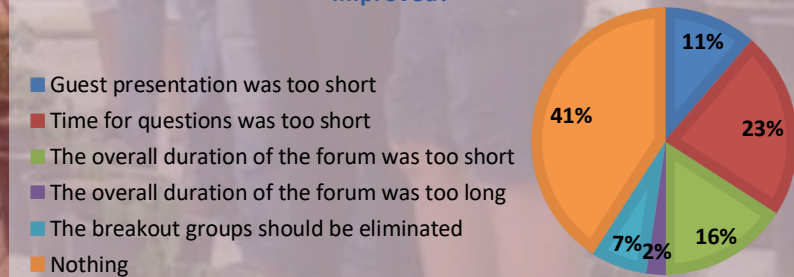 Guest presentation was too short
Time for questions was too short
The overall duration of the forum was too short
The overall duration of the forum was too long
The breakout groups should be eliminated
Nothing
11%
23%
16%
2%
7%
41%